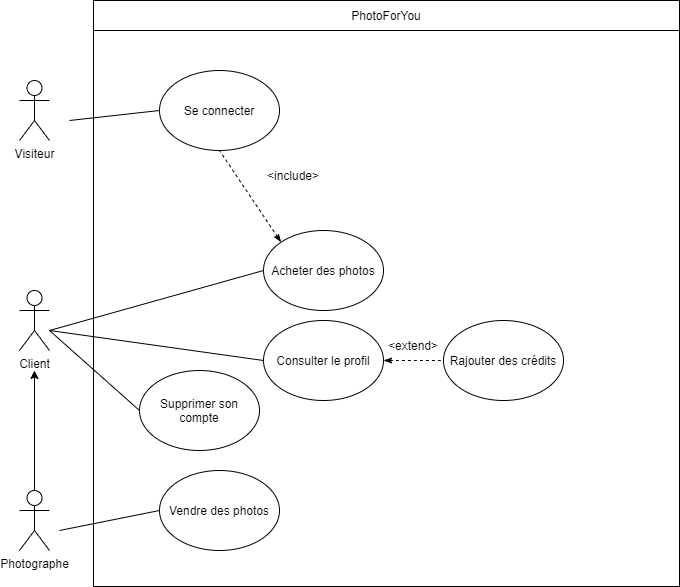 PhotoForYou
Se connecter
Visiteur
<include>
Acheter des photos
<extend>
Consulter le profil
Rajouter des crédits
Client
Supprimer son
compte
Vendre des photos
Photographe